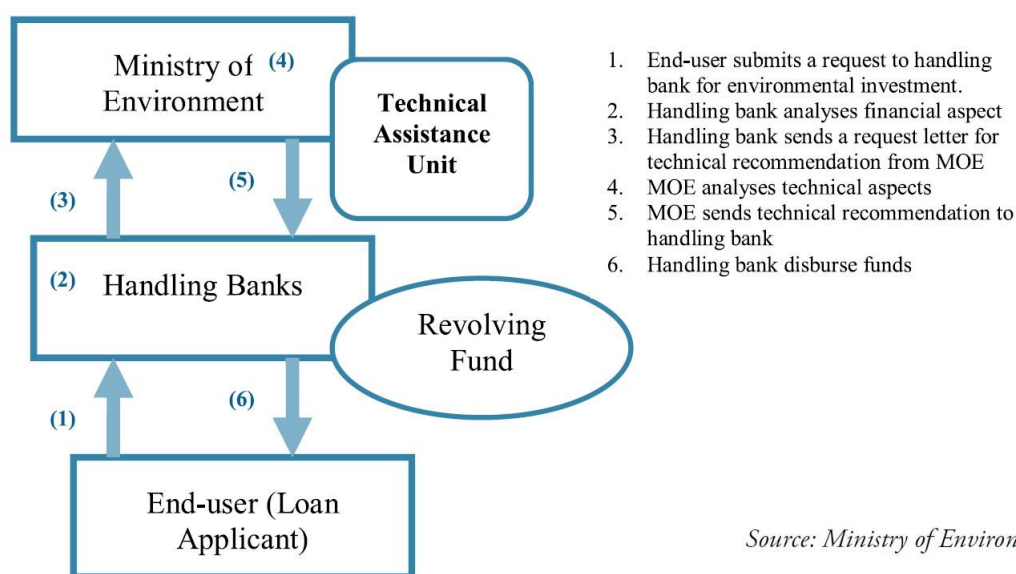 Ministry of (4)
Environment
Technical
Assistance
Unit
(3)
(5)
(2) Handling Banks
Revolving
Fund
(1)
(6)
End-user (Loan
Applicant)
1. End-user submits a request to handling
bank for environmental investment.
2. Handling bank analyses financial aspect
3. Handling bank sends a request letter for
technical recommendation from MOE
4. MOE analyses technical aspects
5. MOE sends technical recommendation to
handling bank
6. Handling bank disburse funds
Source: Ministry of Environ